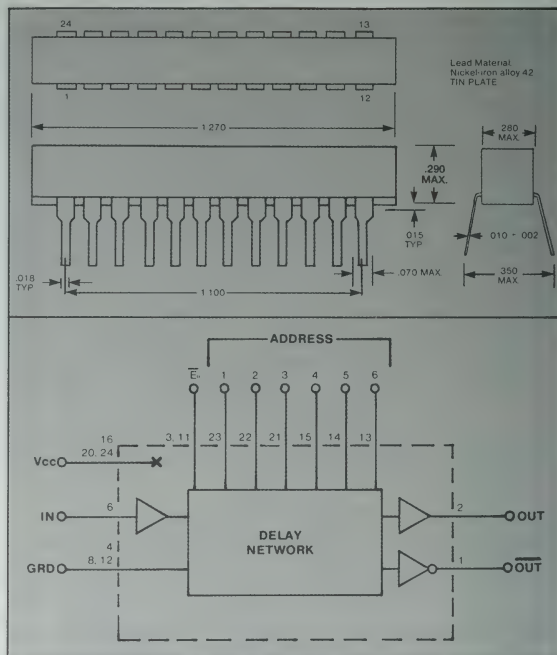 24 13
Lead Material
Nickel-iron alloy 42
TIN PLATE
1 12
1.270
.280
MAX.
.290
MAX.
.015
TYP
.010 - .002
.018
TYP
.070 MAX.
1.100
.350
MAX
ADDRESS
1 2 3 4 5 6
16
20, 24
Vcc
3, 11 23 22 21 15 14 13
IN 6
2 OUT
DELAY
NETWORK
4
GRD
8, 12
1 OUT